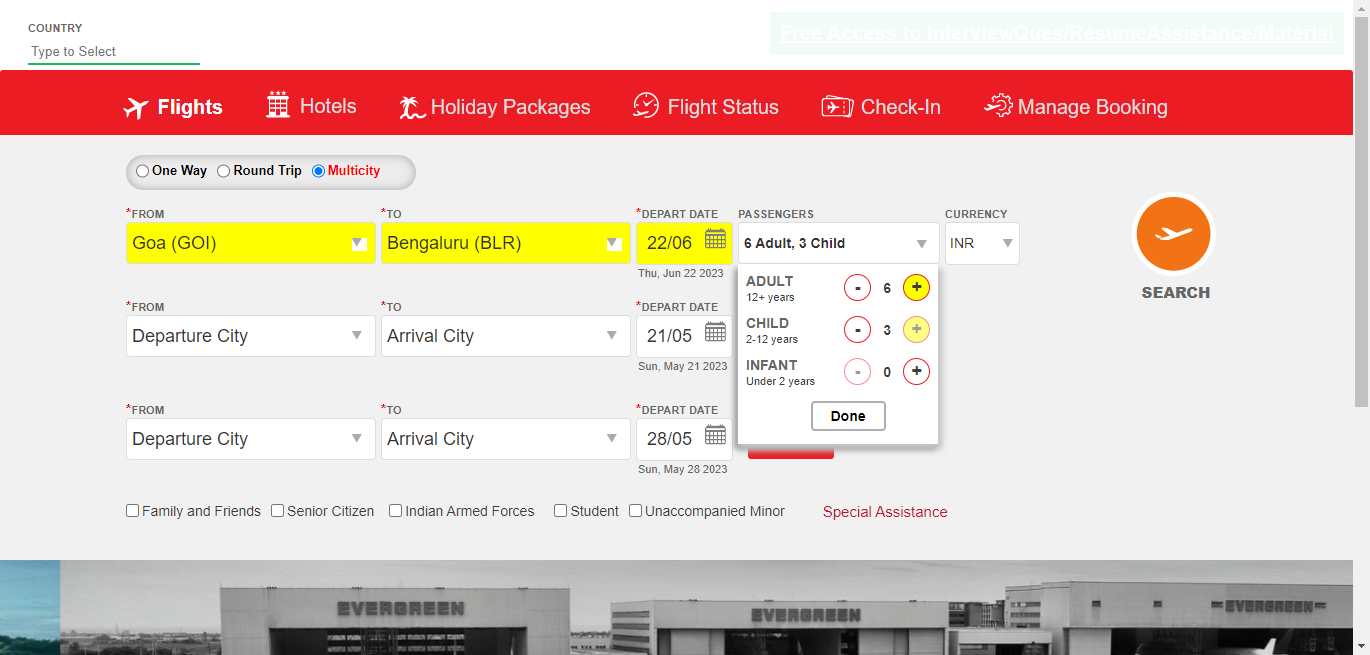 COUNTRY
Type to Select
Free Access to InterviewQues/ResumeAssistance/Material
Flights Hotels Holiday Packages Flight Status Check-In Manage Booking
One Way Round Trip Multicity
*FROM *TO *DEPART DATE PASSENGERS CURRENCY
Goa (GOI) Bengaluru (BLR) 22/06 6 Adult, 3 Child INR
Thu, Jun 22 2023
ADULT - 6 +
12+ years
SEARCH
*FROM *TO *DEPART DATE
Departure City Arrival City 21/05
Sun, May 21 2023
CHILD - 3 +
2-12 years
INFANT - 0 +
Under 2 years
Done
*FROM *TO *DEPART DATE
Departure City Arrival City 28/05
Sun, May 28 2023
Family and Friends Senior Citizen Indian Armed Forces Student Unaccompanied Minor Special Assistance
EVERGREEN
EVERGREEN
EVERGREEN